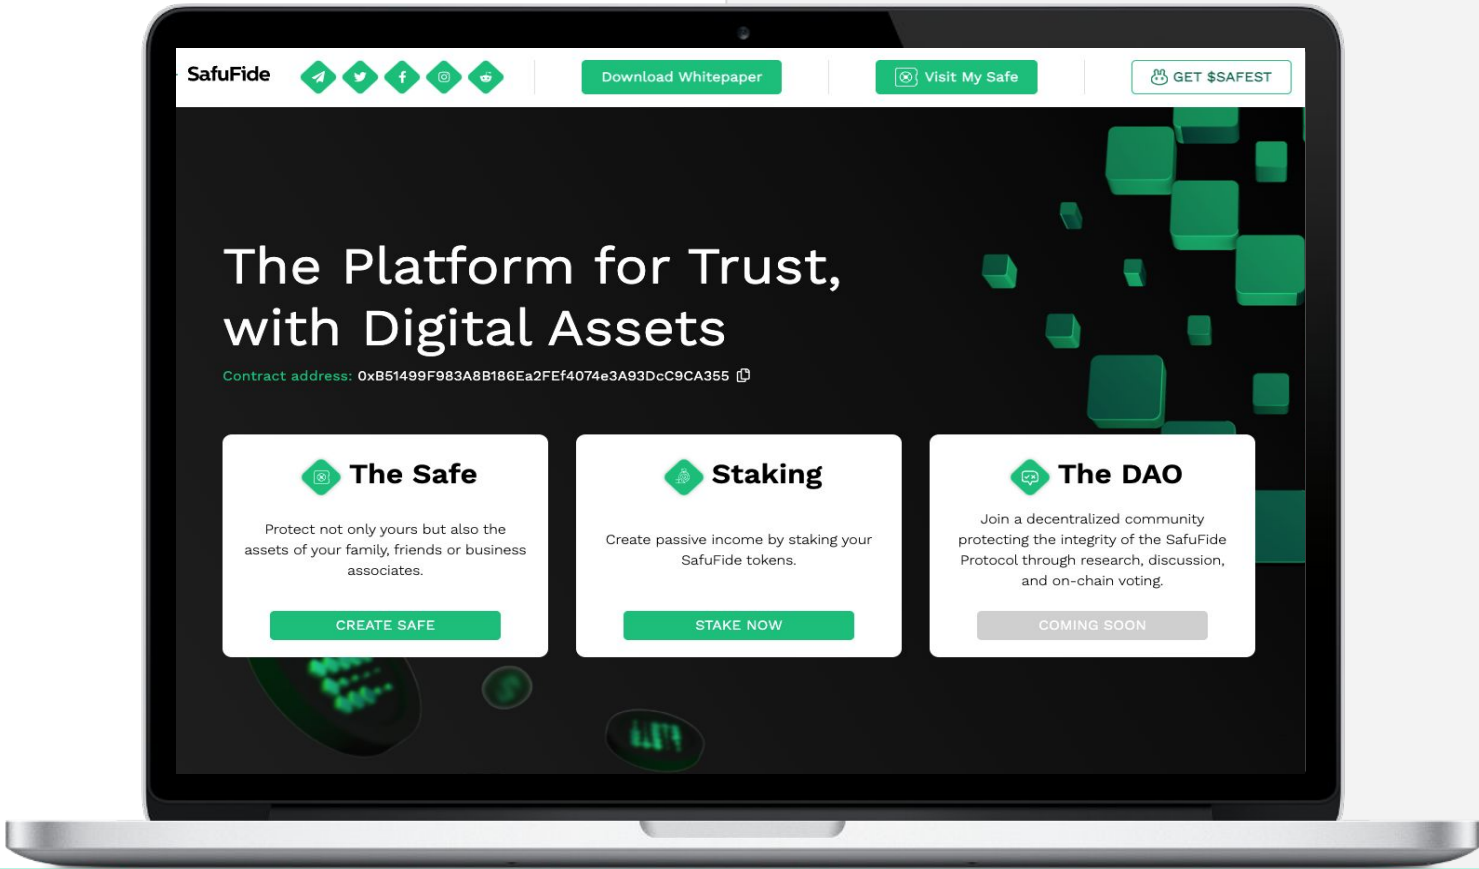 SafuFide
Download Whitepaper
Visit My Safe
GET $SAFEST
The Platform for Trust,
with Digital Assets
Contract address: 0xB51499F983A8B186Ea2FEf4074e3A93DcC9CA355
The Safe
Protect not only yours but also the
assets of your family, friends or business
associates.
CREATE SAFE
Staking
Create passive income by staking your
SafuFide tokens.
STAKE NOW
The DAO
Join a decentralized community
protecting the integrity of the SafuFide
Protocol through research, discussion,
and on-chain voting.
COMING SOON